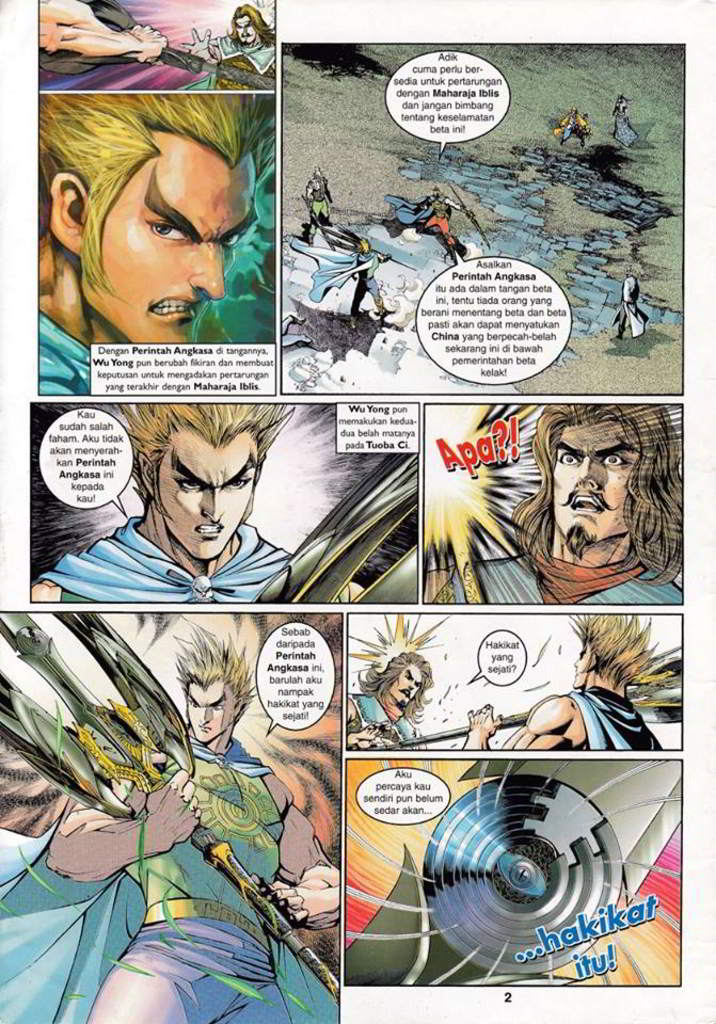 Dengan Perintah Angkasa di tangannya,
Wu Yong pun berubah fikiran dan membuat
keputusan untuk mengadakan pertarungan
yang terakhir dengan Maharaja Iblis.
Adik
cuma perlu ber-
sedia untuk pertarungan
dengan Maharaja Iblis
dan jangan bimbang
tentang keselamatan
beta ini!
Asalkan
Perintah Angkasa
itu ada dalam tangan beta
ini, tentu tiada orang yang
berani menentang beta dan beta
pasti akan dapat menyatukan
China yang berpecah-belah
sekarang ini di bawah
pemerintahan beta
kelak!
Kau
sudah salah
faham. Aku tidak
akan menyerah-
kan Perintah
Angkasa ini
kepada
kau!
Wu Yong pun
memakukan kedua-
dua belah matanya
pada Tuoba Ci.
Apa?!
Sebab
daripada
Perintah
Angkasa ini,
barulah aku
nampak
hakikat yang
sejati!
Hakikat
yang
sejati?
Aku
percaya kau
sendiri pun belum
sedar akan...
...hakikat
itu!
2